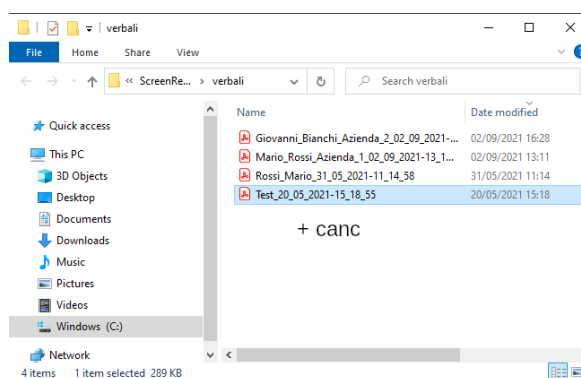 verbali
File Home Share View
« ScreenRe... › verbali Search verbali
Name Date modified
Quick access
This PC
3D Objects
Desktop
Documents
Downloads
Music
Pictures
Videos
Windows (C:)
Network
Giovanni_Bianchi_Azienda_2_02_09_2021-... 02/09/2021 16:28
Mario_Rossi_Azienda_1_02_09_2021-13_1... 02/09/2021 13:11
Rossi_Mario_31_05_2021-11_14_58 31/05/2021 11:14
Test_20_05_2021-15_18_55 20/05/2021 15:18
+ canc
4 items 1 item selected 289 KB